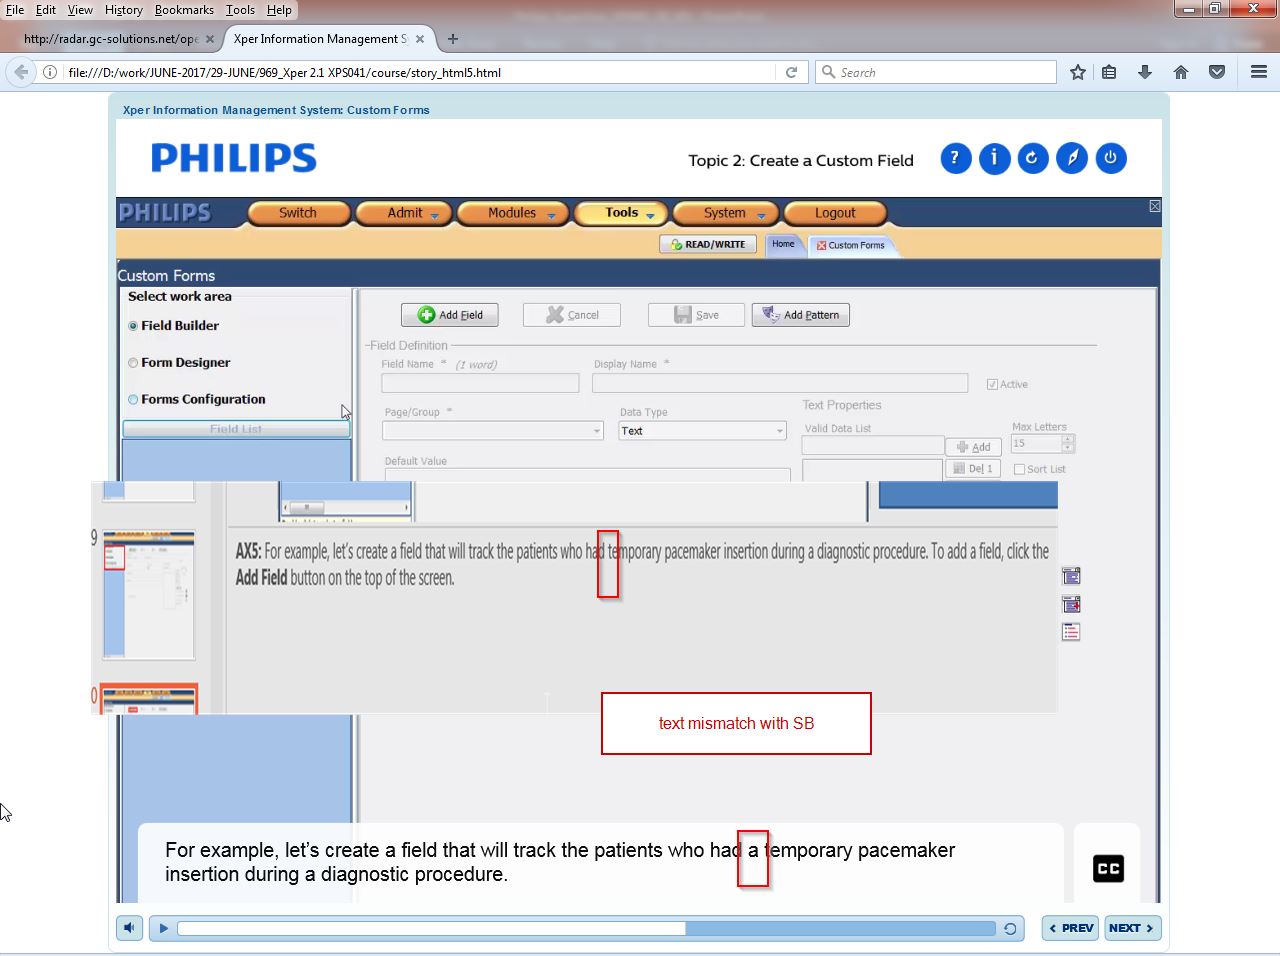 File Edit View History Bookmarks Tools Help
http://radar.gc-solutions.net/ope
Xper Information Management Sy
file:///D:/work/JUNE-2017/29-JUNE/969_Xper 2.1 XPS041/course/story_html5.html
Search
Xper Information Management System: Custom Forms
PHILIPS
Topic 2: Create a Custom Field
PHILIPS
Switch Admit Modules Tools System Logout
READ/WRITE Home Custom Forms
Custom Forms
Select work area
Field Builder
Form Designer
Forms Configuration
Field List
Add Field Cancel Save Add Pattern
Field Definition
Field Name * (1 word) Display Name *
Active
Page/Group * Data Type Text Properties
Text
Valid Data List Max Letters
Add 15
Default Value
Del 1 Sort List
9
AX5: For example, let's create a field that will track the patients who had temporary pacemaker insertion during a diagnostic procedure. To add a field, click the
Add Field button on the top of the screen.
0
text mismatch with SB
For example, let’s create a field that will track the patients who had a temporary pacemaker
insertion during a diagnostic procedure.
CC
PREV NEXT